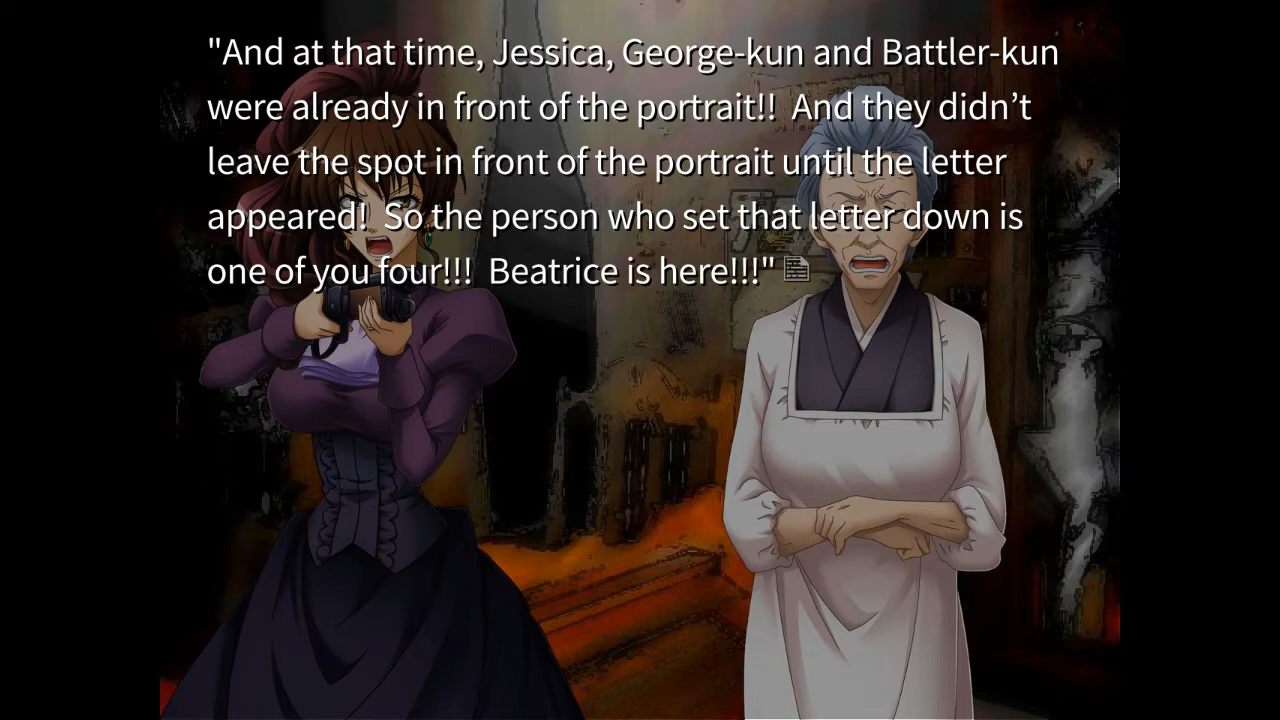 "And at that time, Jessica, George-kun and Battler-kun
were already in front of the portrait!!  And they didn’t
leave the spot in front of the portrait until the letter
appeared!  So the person who set that letter down is
one of you four!!!  Beatrice is here!!!"